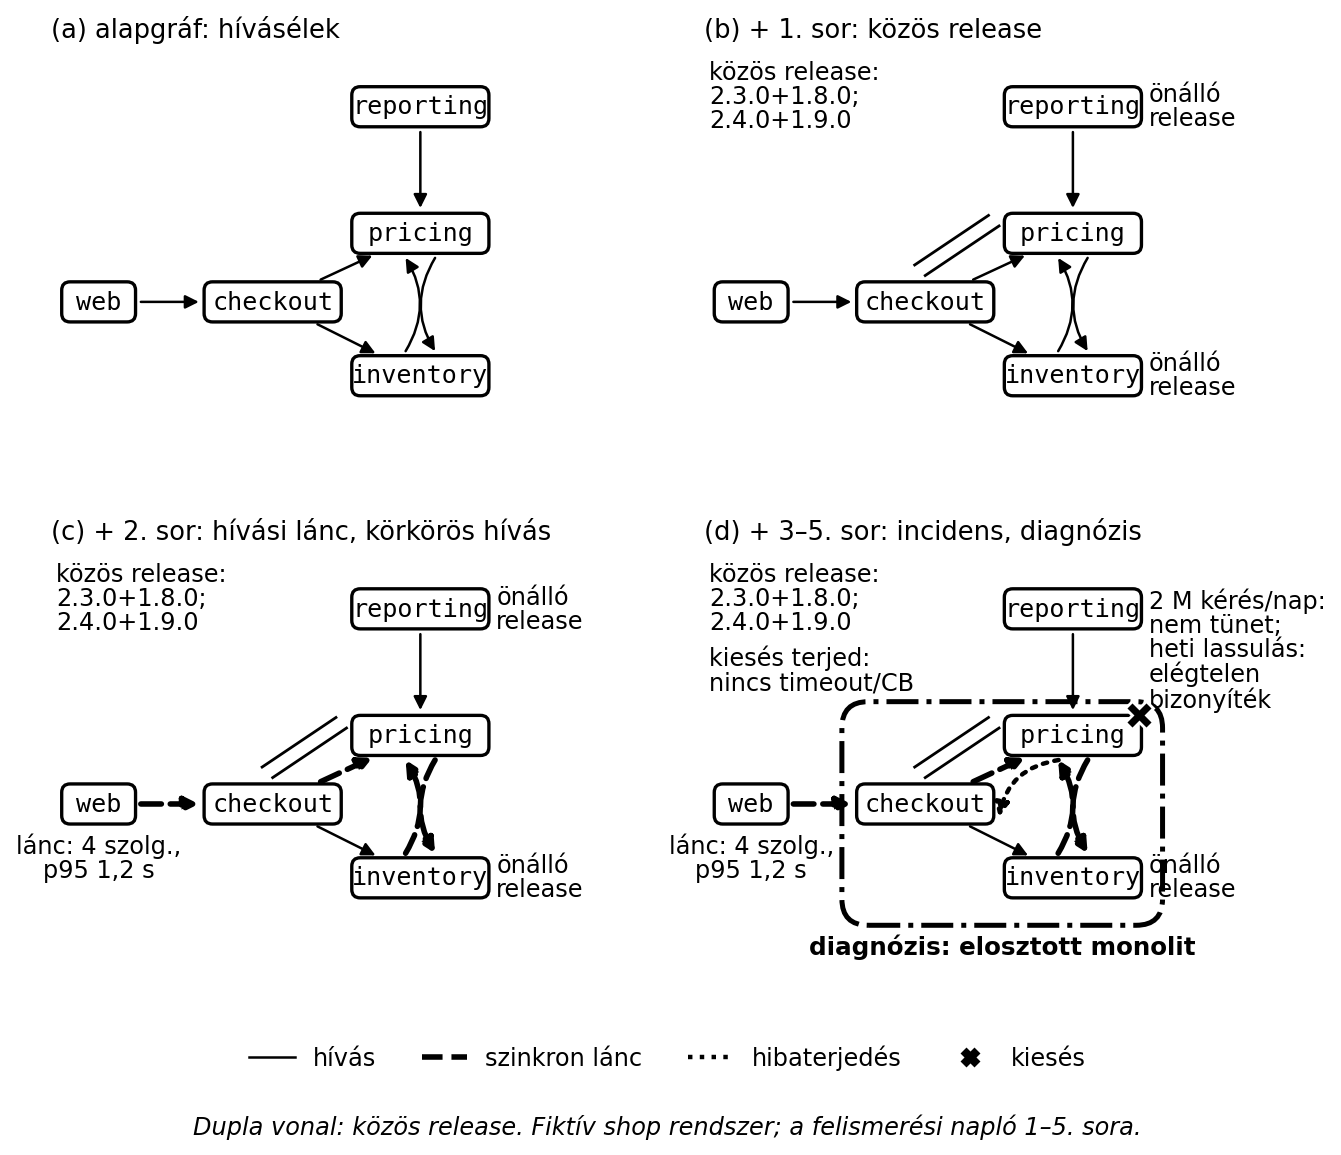 (a) alapgráf: hívásélek
reporting
pricing
web
checkout
inventory
(b) + 1. sor: közös release
közös release:
2.3.0+1.8.0;
2.4.0+1.9.0
reporting
önálló
release
pricing
web
checkout
inventory
önálló
release
(c) + 2. sor: hívási lánc, körkörös hívás
közös release:
2.3.0+1.8.0;
2.4.0+1.9.0
reporting
önálló
release
pricing
web
checkout
lánc: 4 szolg.,
p95 1,2 s
inventory
önálló
release
(d) + 3–5. sor: incidens, diagnózis
közös release:
2.3.0+1.8.0;
2.4.0+1.9.0
kiesés terjed:
nincs timeout/CB
reporting
2 M kérés/nap:
nem tünet;
heti lassulás:
elégtelen
bizonyíték
pricing
web
checkout
lánc: 4 szolg.,
p95 1,2 s
inventory
önálló
release
diagnózis: elosztott monolit
hívás
szinkron lánc
hibaterjedés
kiesés
Dupla vonal: közös release. Fiktív shop rendszer; a felismerési napló 1–5. sora.